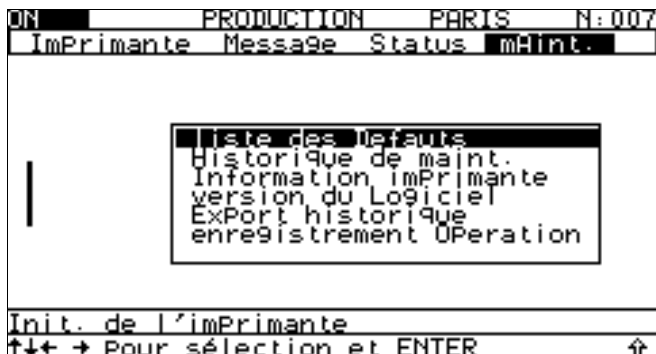 ON PRODUCTION PARIS N:007
ImPrimante Message Status mAint.
liste des Defauts
Historique de maint.
Information imPrimante
version du Logiciel
ExPort historique
enregistrement OPeration
Init. de l'imPrimante
↑↓← → Pour sélection et ENTER ⇧